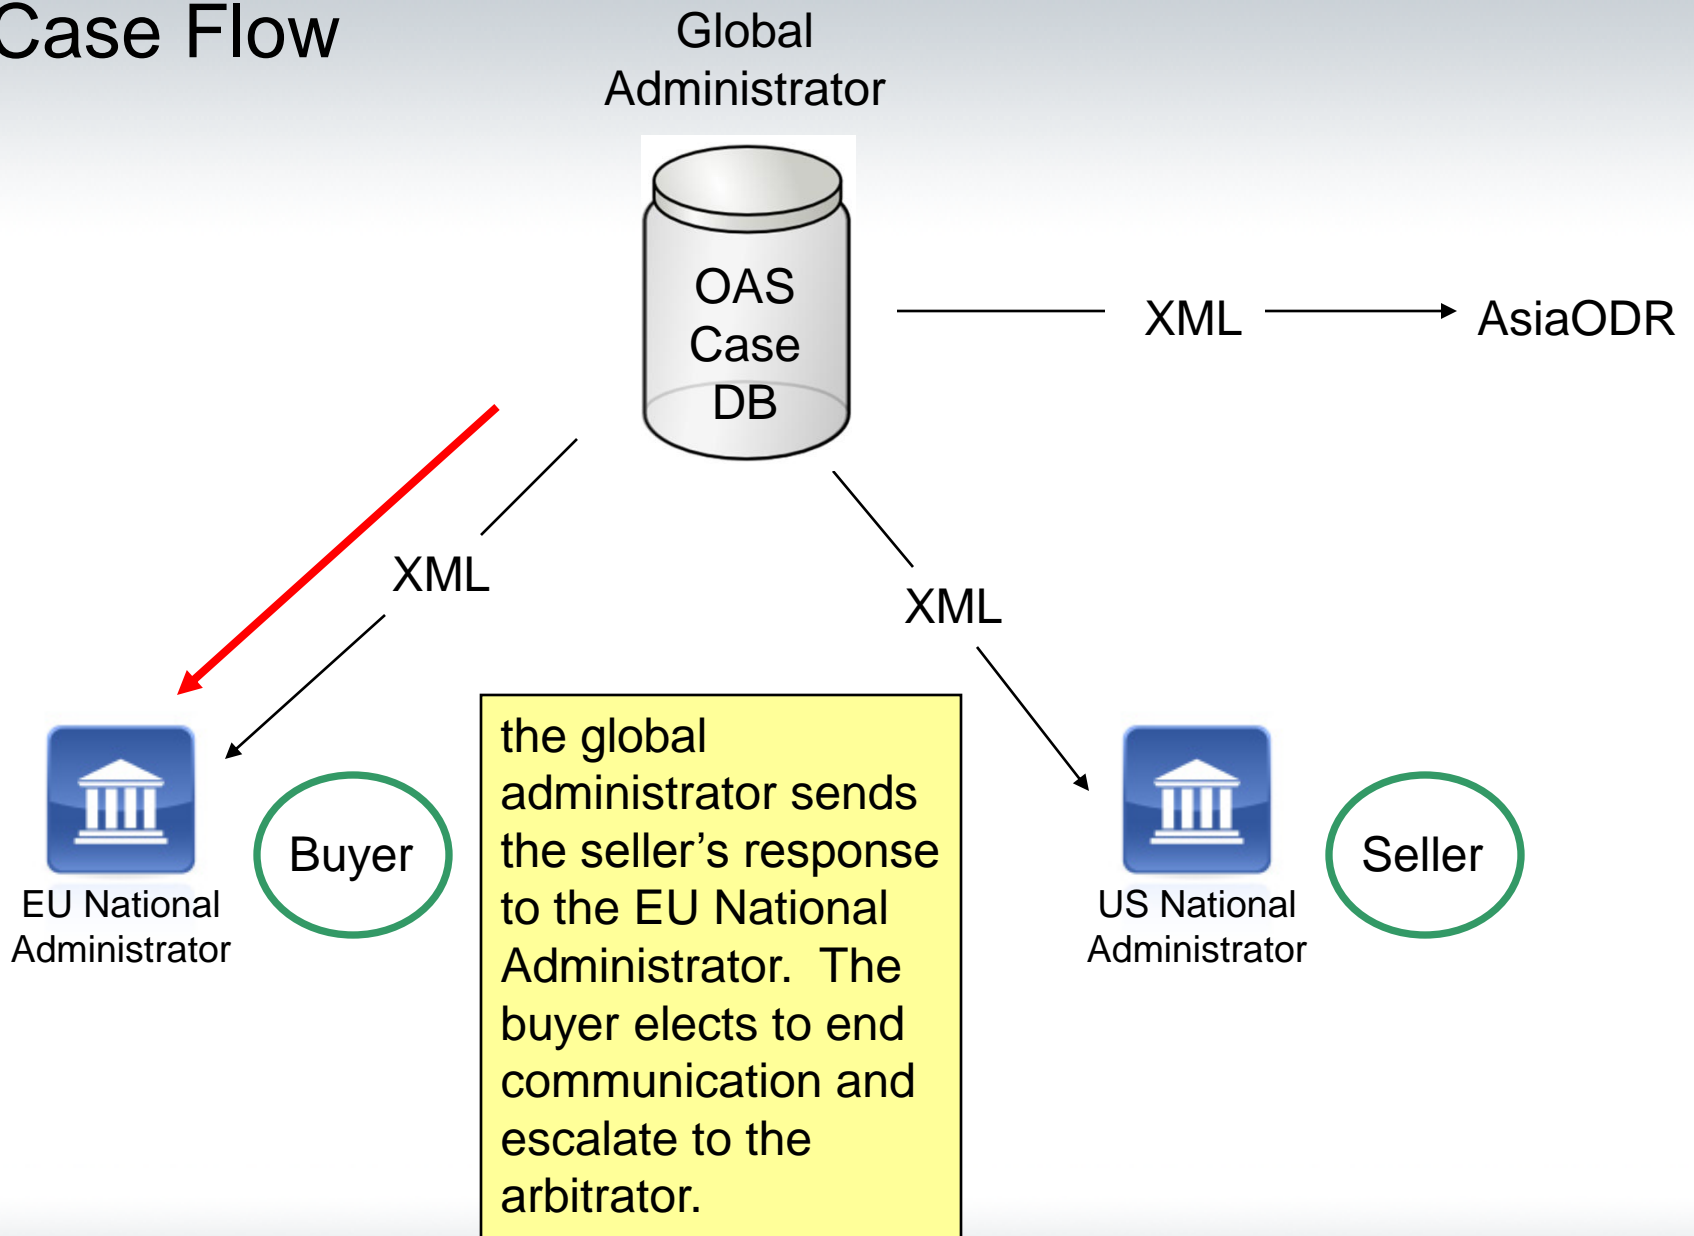 Case Flow
Global
Administrator
OAS
Case
DB
XML
AsiaODR
XML
XML
the global
administrator sends
the seller’s response
to the EU National
Administrator.  The
buyer elects to end
communication and
escalate to the
arbitrator.
Buyer
EU National
Administrator
Seller
US National
Administrator